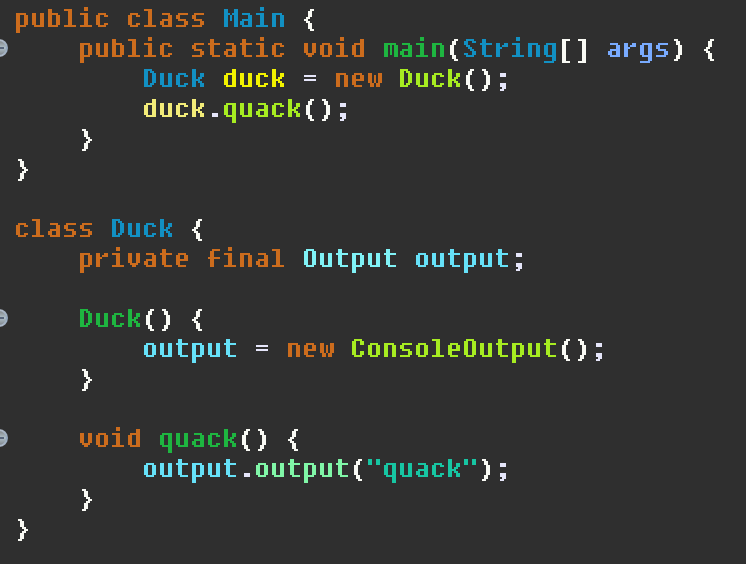 public class Main {
    public static void main(String[] args) {
        Duck duck = new Duck();
        duck.quack();
    }
}

class Duck {
    private final Output output;

    Duck() {
        output = new ConsoleOutput();
    }

    void quack() {
        output.output("quack");
    }
}